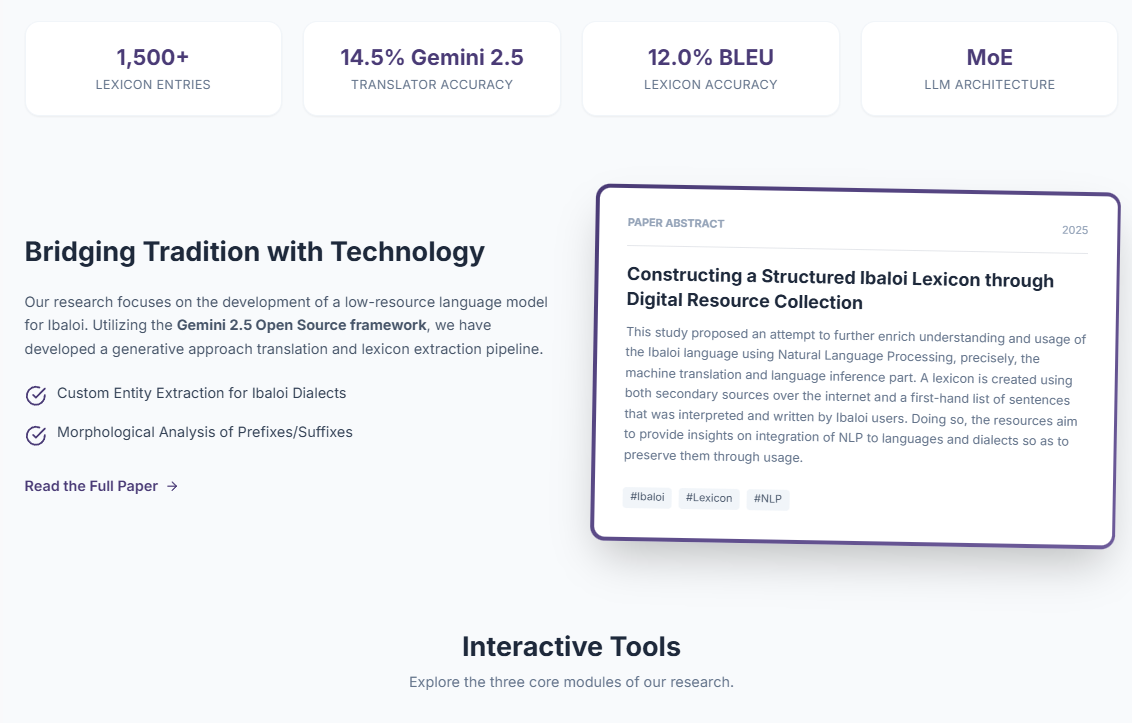 1,500+
LEXICON ENTRIES
14.5% Gemini 2.5
TRANSLATOR ACCURACY
12.0% BLEU
LEXICON ACCURACY
MoE
LLM ARCHITECTURE
Bridging Tradition with Technology
Our research focuses on the development of a low-resource language model
for Ibaloi. Utilizing the Gemini 2.5 Open Source framework, we have
developed a generative approach translation and lexicon extraction pipeline.
Custom Entity Extraction for Ibaloi Dialects
Morphological Analysis of Prefixes/Suffixes
Read the Full Paper →
PAPER ABSTRACT
2025
Constructing a Structured Ibaloi Lexicon through
Digital Resource Collection
This study proposed an attempt to further enrich understanding and usage of
the Ibaloi language using Natural Language Processing, precisely, the
machine translation and language inference part. A lexicon is created using
both secondary sources over the internet and a first-hand list of sentences
that was interpreted and written by Ibaloi users. Doing so, the resources aim
to provide insights on integration of NLP to languages and dialects so as to
preserve them through usage.
#Ibaloi
#Lexicon
#NLP
Interactive Tools
Explore the three core modules of our research.